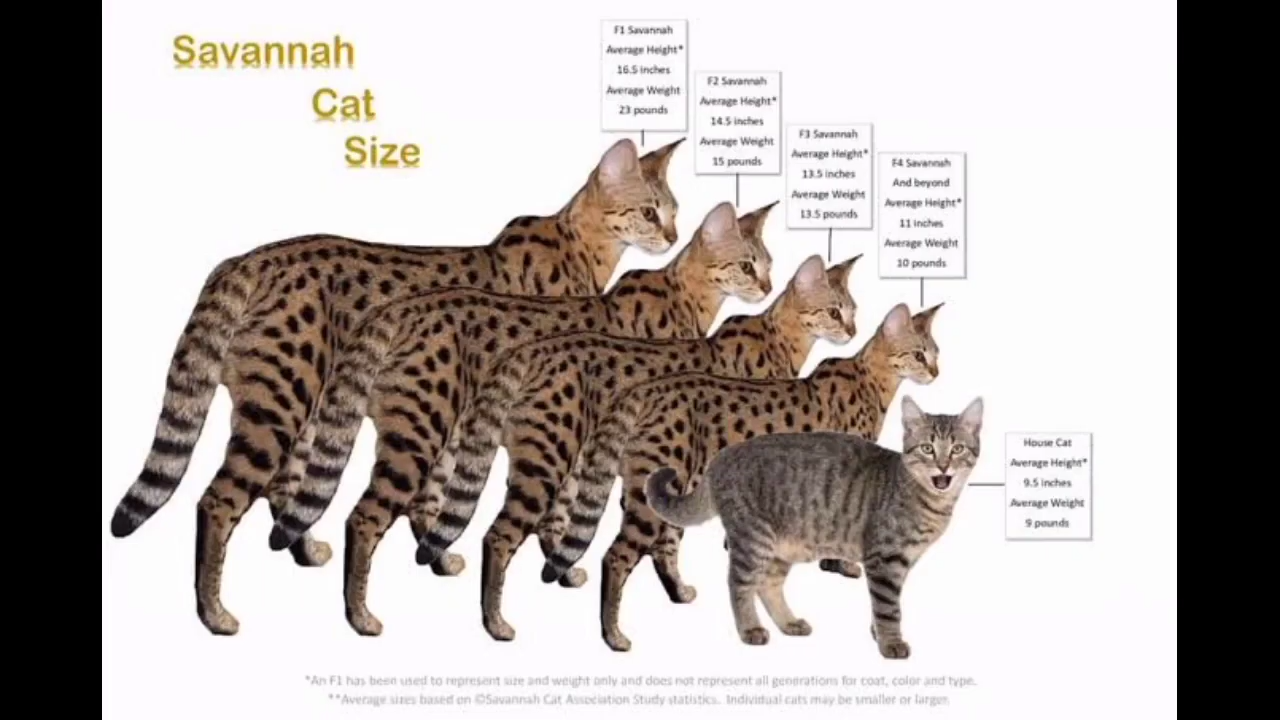 Savannah
Cat
Size
F1 Savannah
Average Height*
16.5 inches
Average Weight
23 pounds
F2 Savannah
Average Height*
14.5 inches
Average Weight
15 pounds
F3 Savannah
Average Height*
13.5 inches
Average Weight
13.5 pounds
F4 Savannah
And beyond
Average Height*
11 inches
Average Weight
10 pounds
House Cat
Average Height*
9.5 inches
Average Weight
9 pounds
*An F1 has been used to represent size and weight only and does not represent all generations for coat, color and type.
**Average sizes based on ©Savannah Cat Association Study statistics. Individual cats may be smaller or larger.